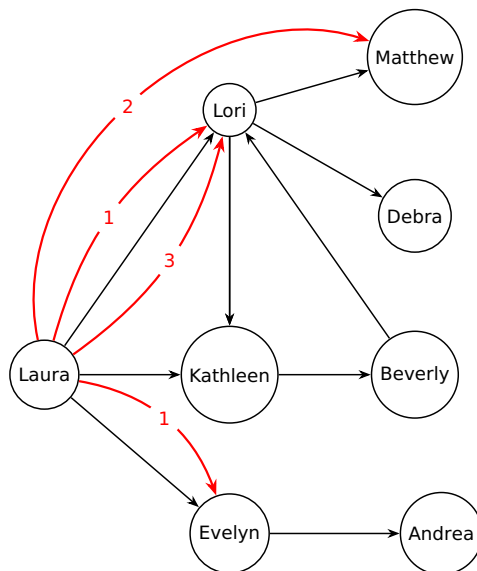 Matthew
2
Lori
1
Debra
3
Laura
Kathleen
Beverly
1
Evelyn
Andrea